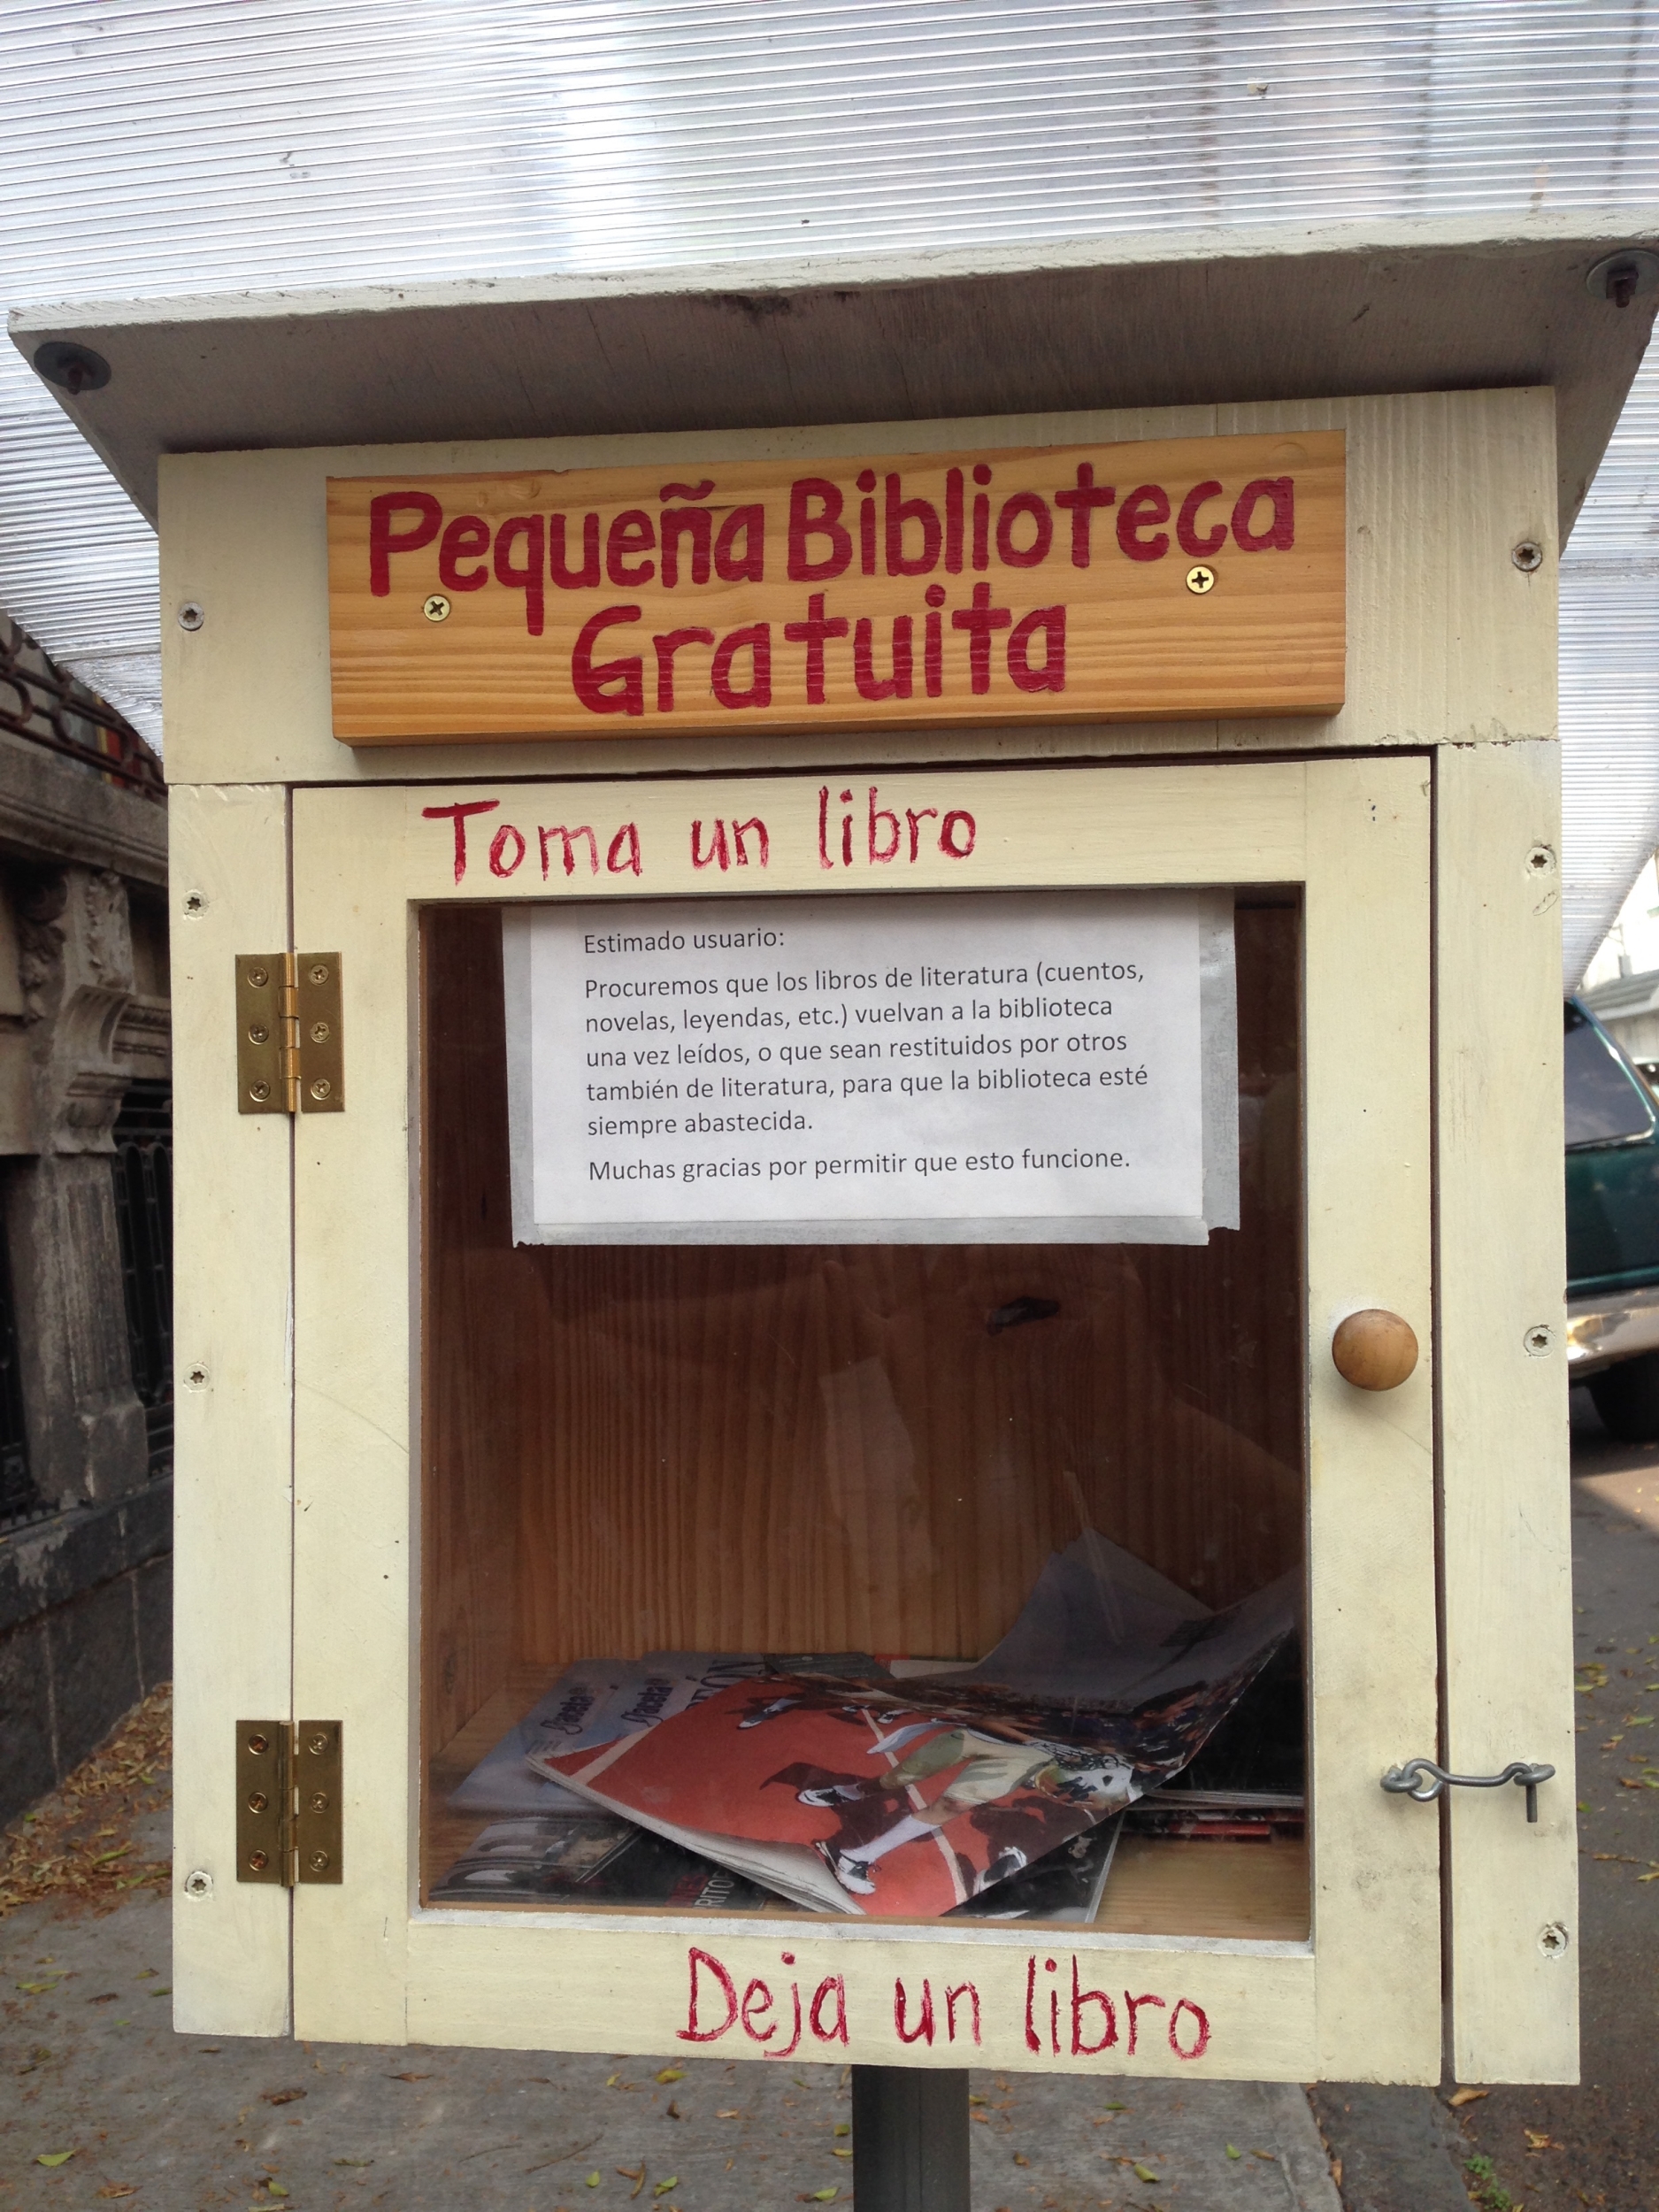 Pequeña Biblioteca
Gratuita
Toma un libro
Estimado usuario:
Procuremos que los libros de literatura (cuentos,
novelas, leyendas, etc.) vuelvan a la biblioteca
una vez leídos, o que sean restituidos por otros
también de literatura, para que la biblioteca esté
siempre abastecida.
Muchas gracias por permitir que esto funcione.
Gaceta
Gaceta
Deja un libro